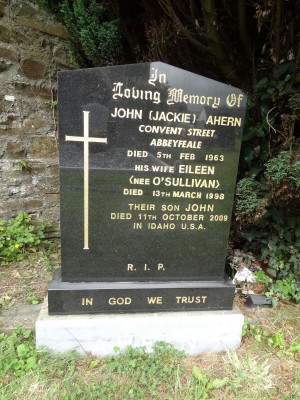 In
Loving Memory Of
JOHN (JACKIE) AHERN
CONVENT STREET
ABBEYFEALE
DIED 5TH FEB 1963
HIS WIFE EILEEN
(NEE O'SULLIVAN)
DIED 13TH MARCH 1998
THEIR SON JOHN
DIED 11TH OCTOBER 2009
IN IDAHO U.S.A.
R. I. P.
IN GOD WE TRUST